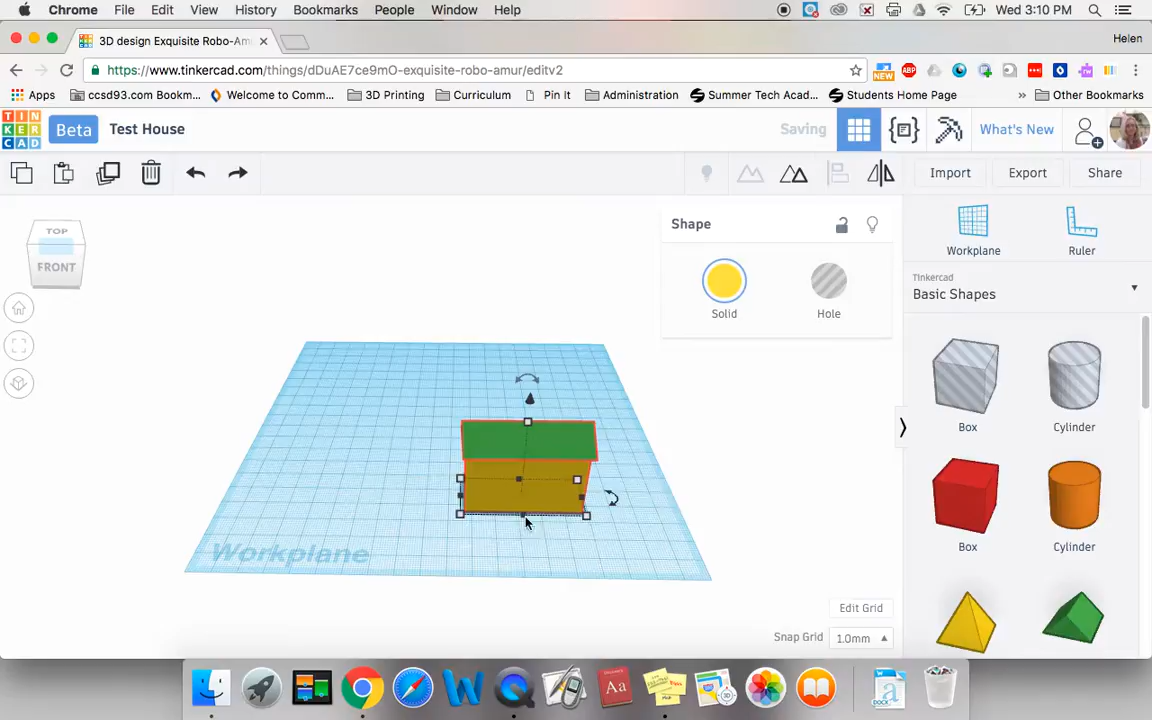 Chrome File Edit View History Bookmarks People Window Help Wed 3:10 PM
3D design Exquisite Robo-Am Helen
https://www.tinkercad.com/things/dDuAE7ce9mO-exquisite-robo-amur/editv2 NEW ABP
Apps ccsd93.com Bookm... Welcome to Comm... 3D Printing Curriculum Pin It Administration Summer Tech Acad... Students Home Page » Other Bookmarks
TIN
KER
CAD
Beta Test House Saving What's New
Import Export Share
TOP
FRONT
Shape
Solid Hole
Workplane Ruler
Tinkercad
Basic Shapes
Box Cylinder
Box Cylinder
Workplane
Edit Grid
Snap Grid 1.0mm
Aa
DOCX